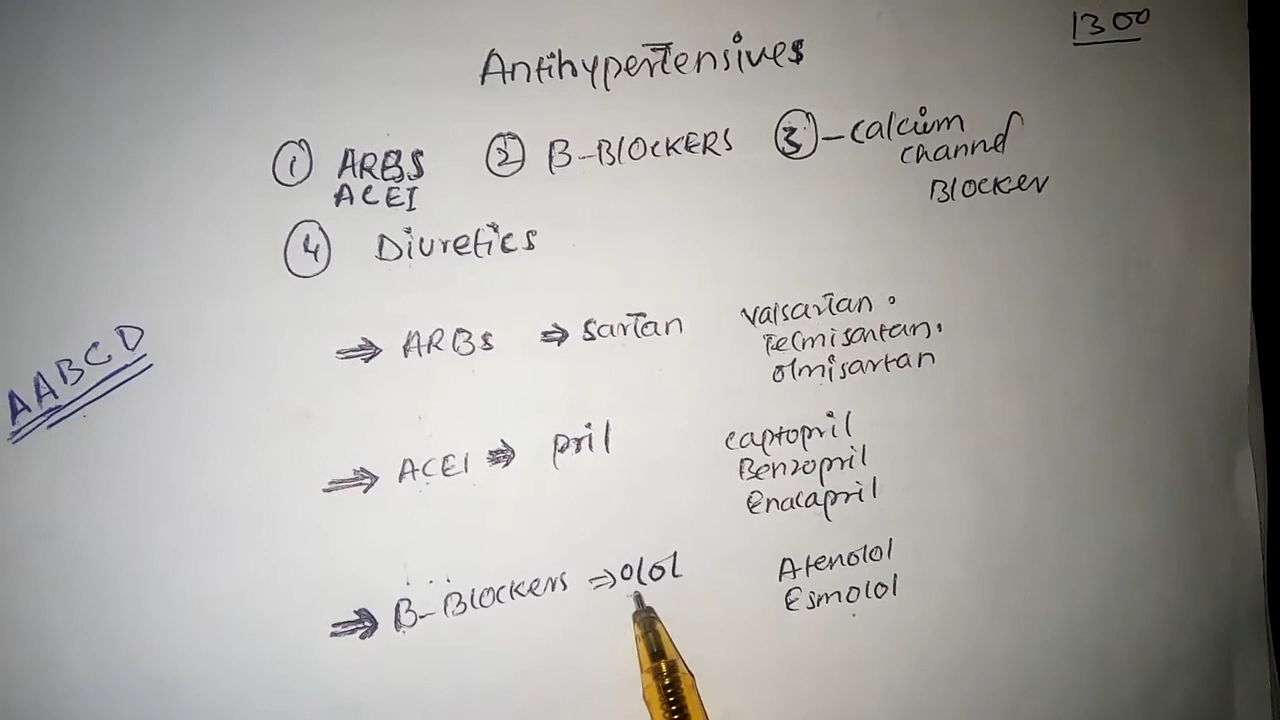 1300
Antihypertensives
① ARBS
ACEI
② B-BLOCKERS
③ - calcium
channel
Blocker
④ Diuretics
AABCD
⇒ ARBs ⇒ sartan
valsartan
Telmisartan.
olmisartan
⇒ ACEI ⇒ pril
captopril
Benzopril
Enacapril
⇒ B-Blockers ⇒ olol
Atenolol
Esmolol